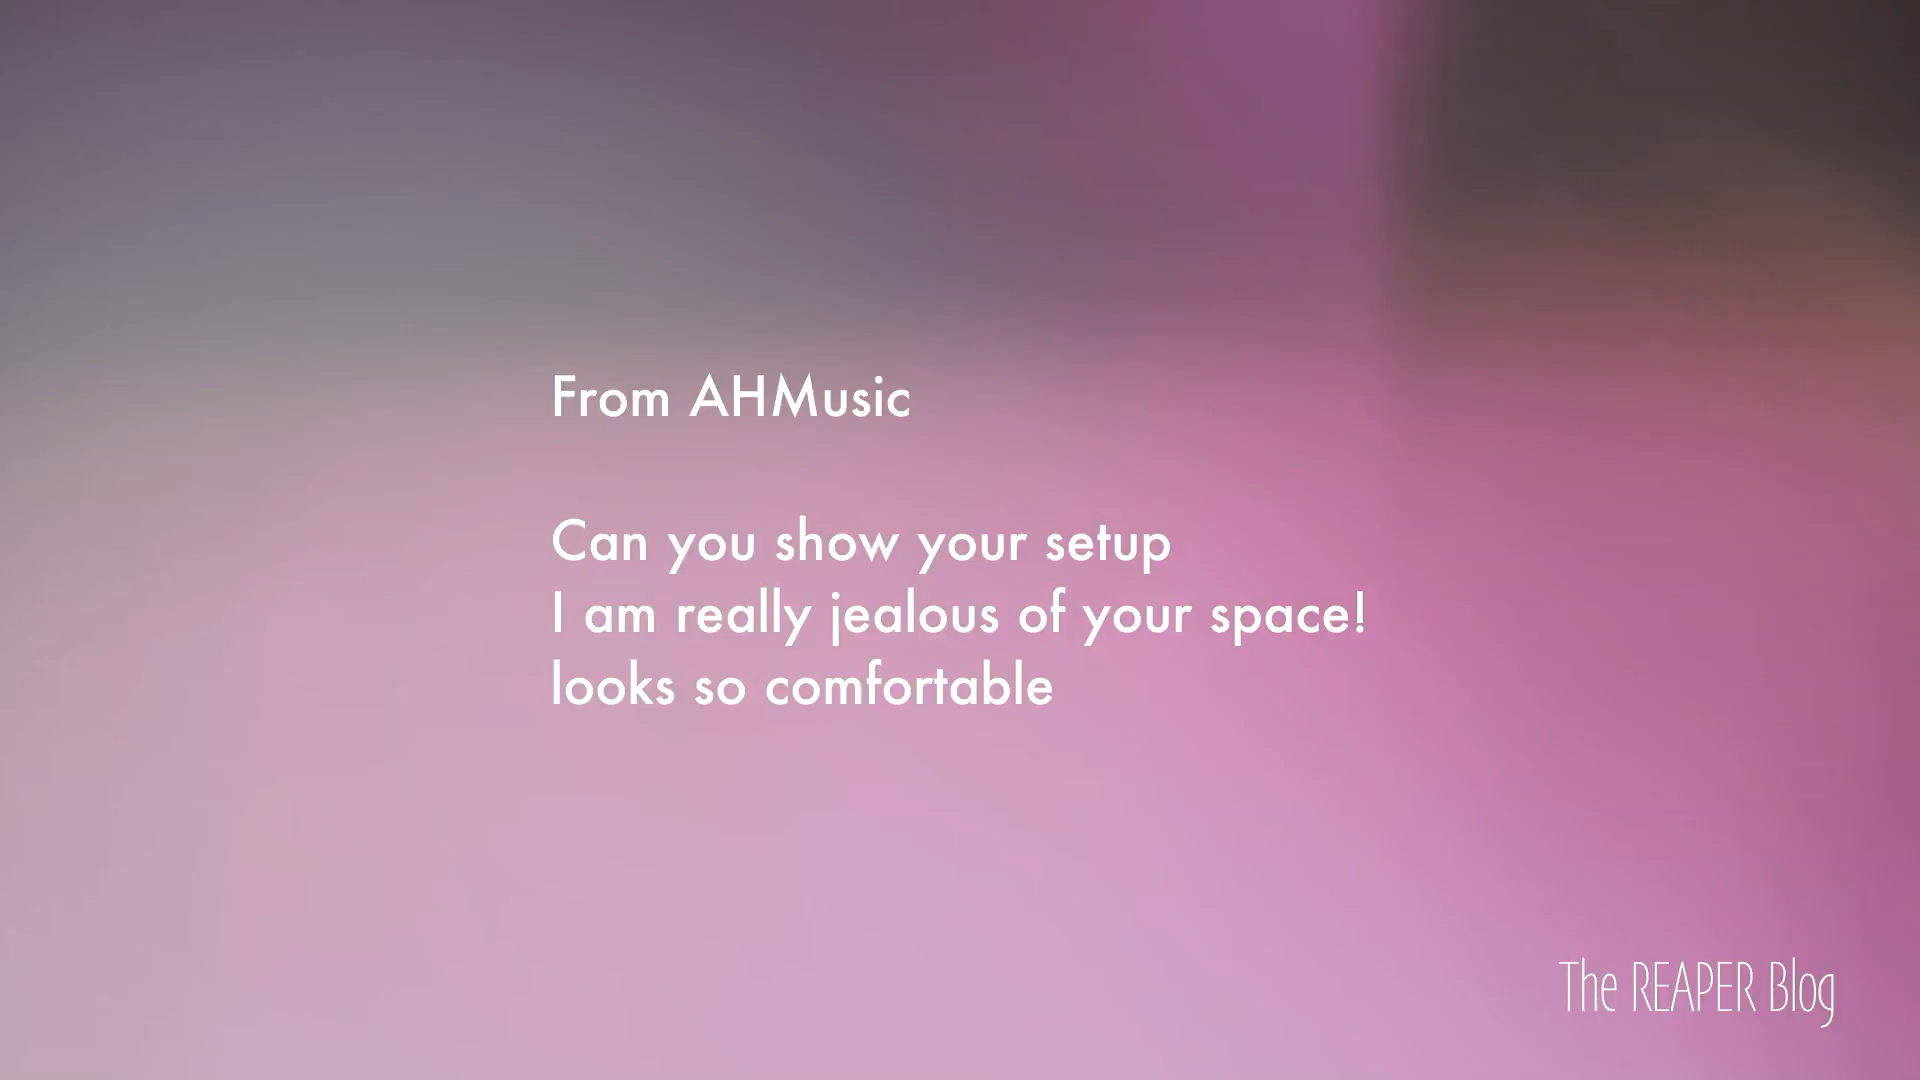 From AHMusic
Can you show your setup
I am really jealous of your space!
looks so comfortable
The REAPER Blog